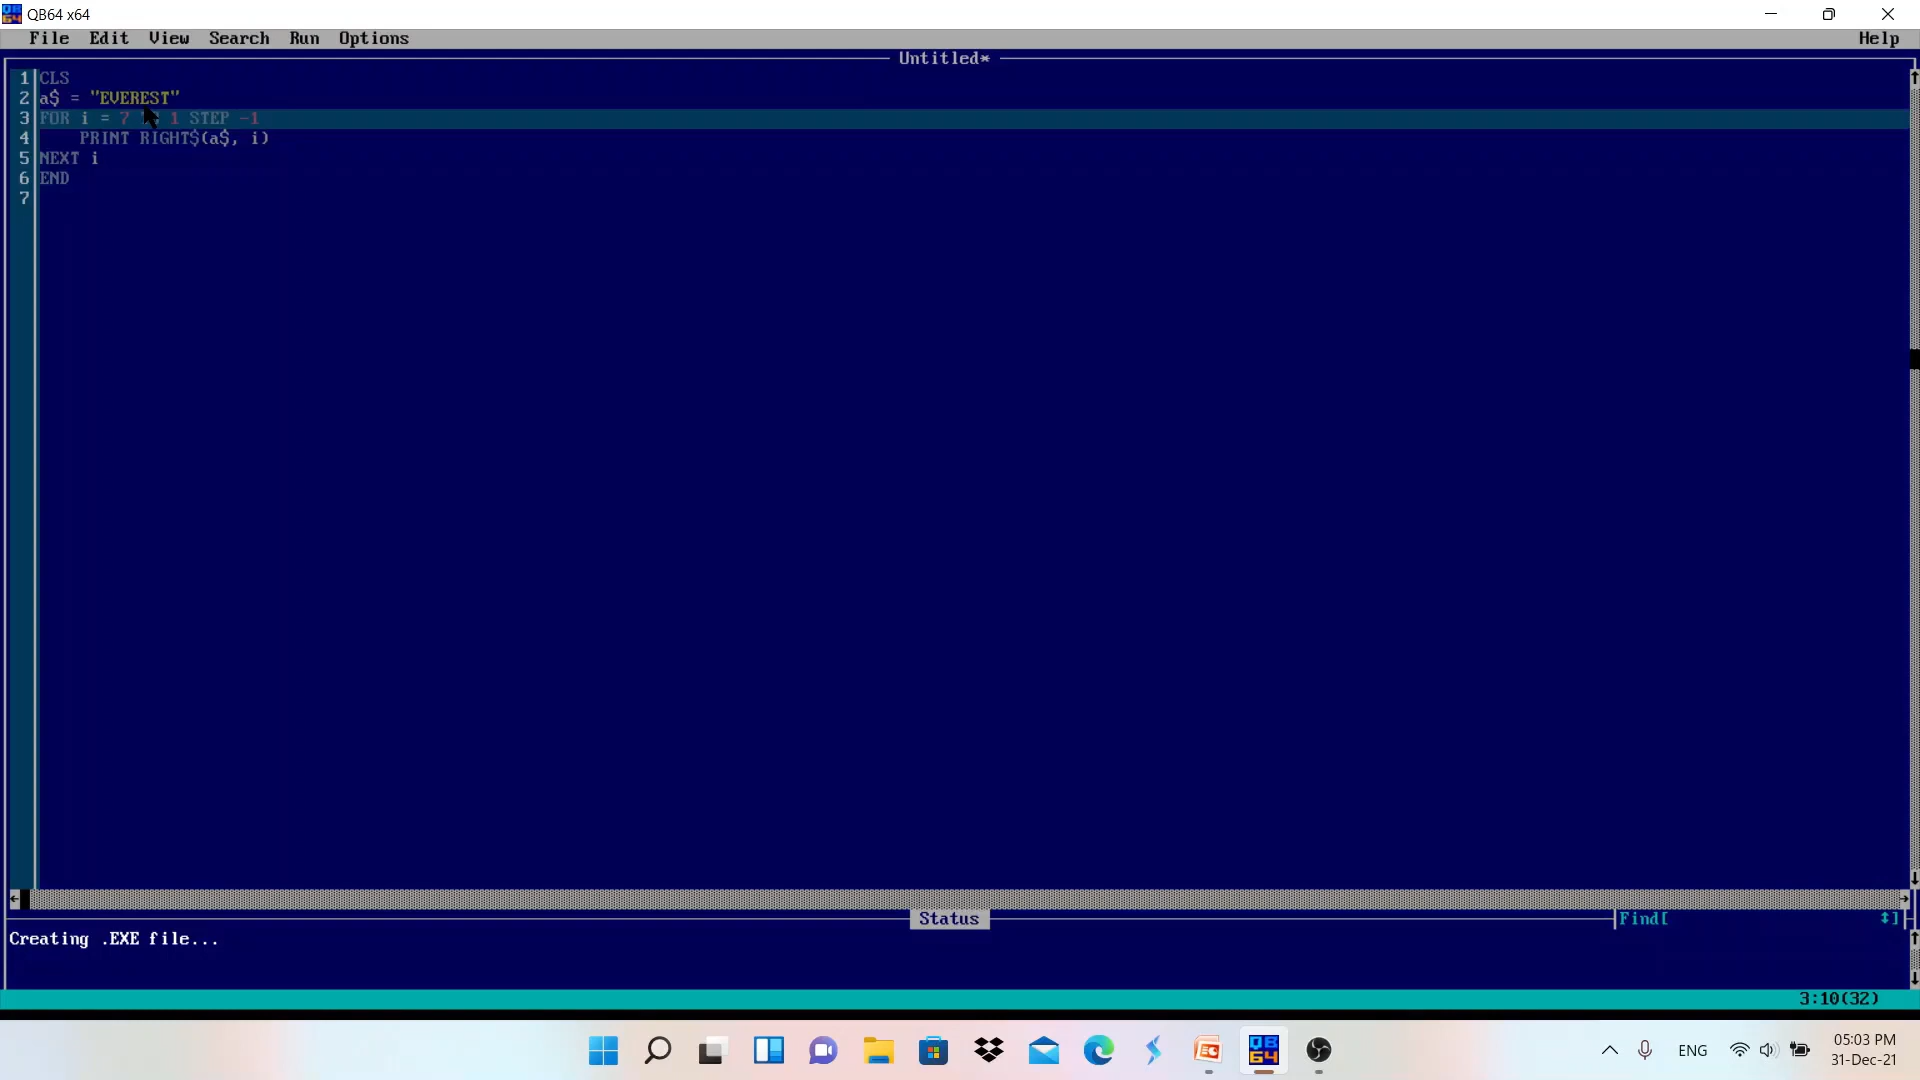 QB64 x64
File Edit View Search Run Options Help
Untitled*
1 CLS
2 a$ = "EVEREST"
3 FOR i = 7 1 STEP -1
4 PRINT RIGHT$(a$, i)
5 NEXT i
6 END
7
Status
Find[ ]
Creating .EXE file...
3:10(32)
ENG
05:03 PM
31-Dec-21